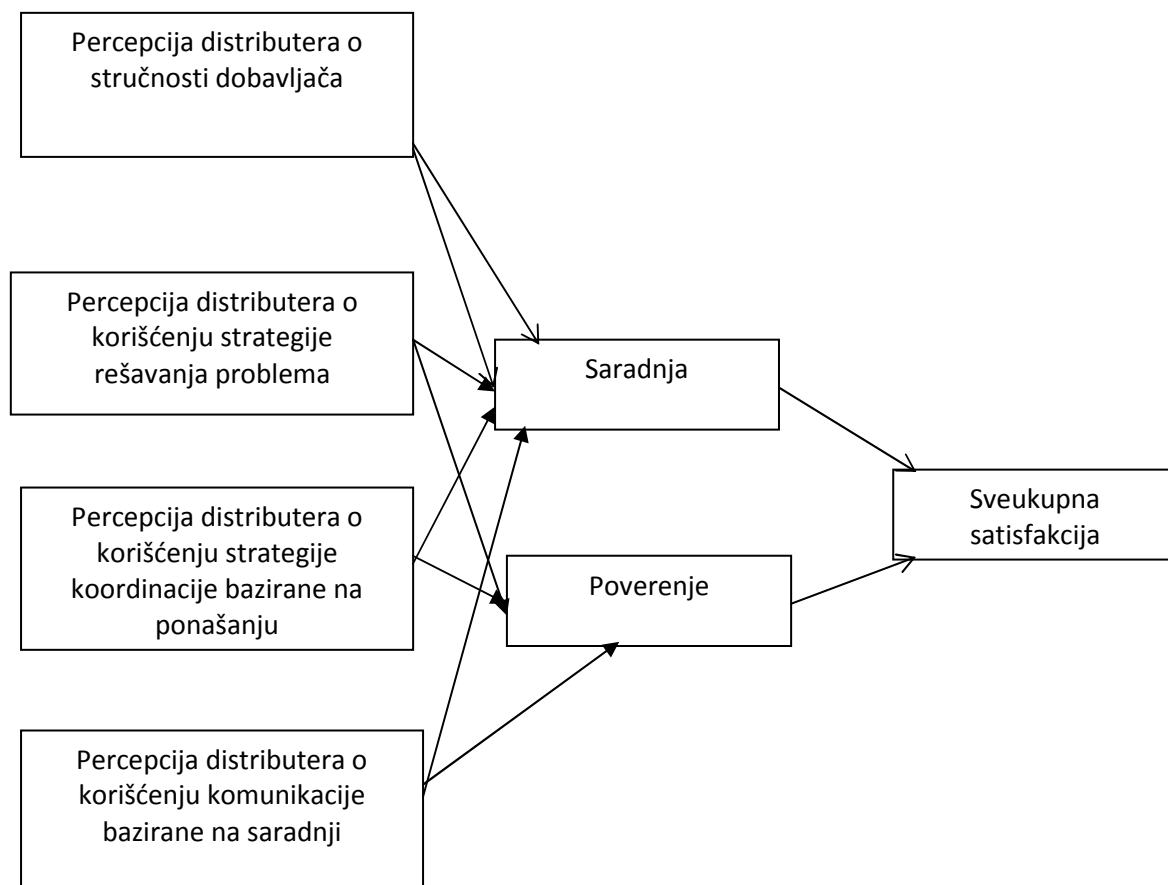 Percepcija distributera o
stručnosti dobavljača
Percepcija distributera o
korišćenju strategije
rešavanja problema
Saradnja
Sveukupna
satisfakcija
Percepcija distributera o
korišćenju strategije
koordinacije bazirane na
ponašanju
Poverenje
Percepcija distributera o
korišćenju komunikacije
bazirane na saradnji